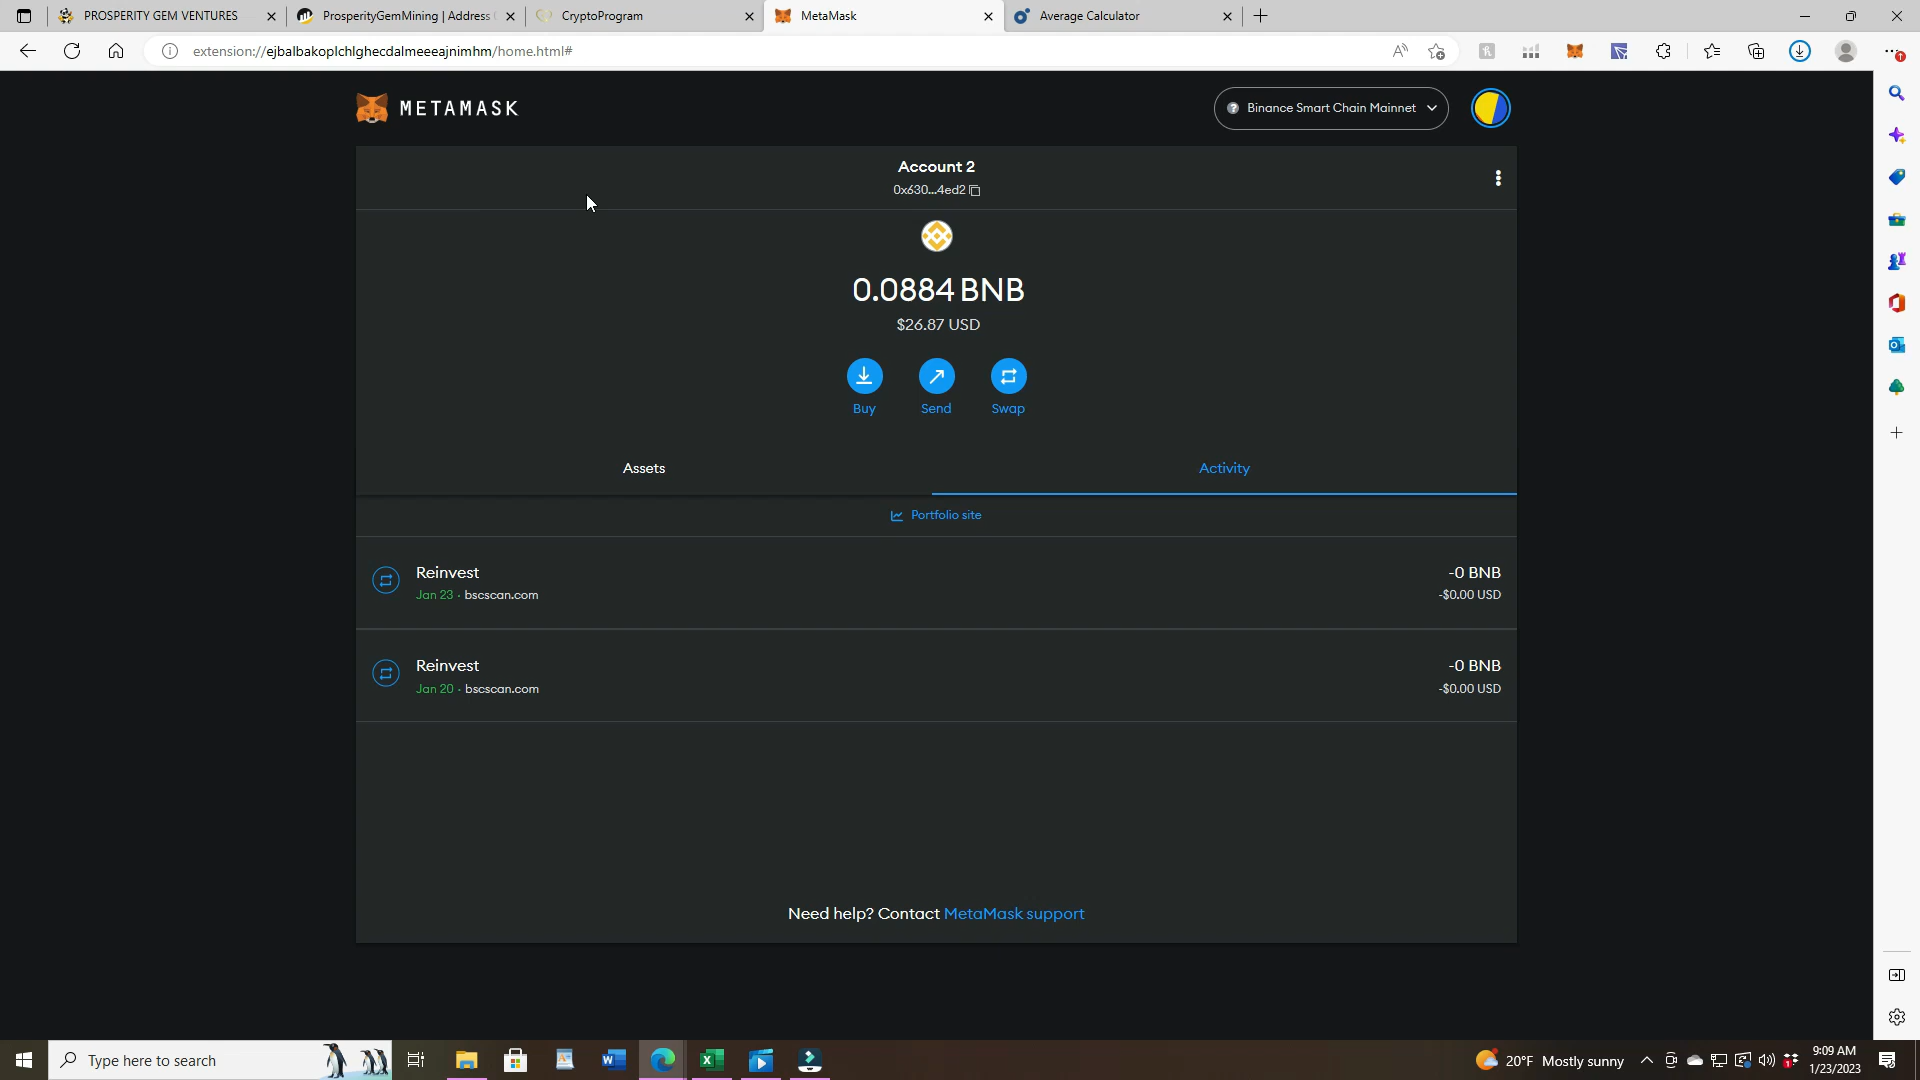 PROSPERITY GEM VENTURES
ProsperityGemMining | Address
CryptoProgram
MetaMask
Average Calculator
extension://ejbalbakoplchlghecdalmeeeajnimhm/home.html#
METAMASK
Binance Smart Chain Mainnet
Account 2
0x630...4ed2
0.0884 BNB
$26.87 USD
Buy
Send
Swap
Assets
Activity
Portfolio site
Reinvest
-0 BNB
Jan 23 · bscscan.com
-$0.00 USD
Reinvest
-0 BNB
Jan 20 · bscscan.com
-$0.00 USD
Need help? Contact MetaMask support
Type here to search
20°F Mostly sunny
9:09 AM
1/23/2023